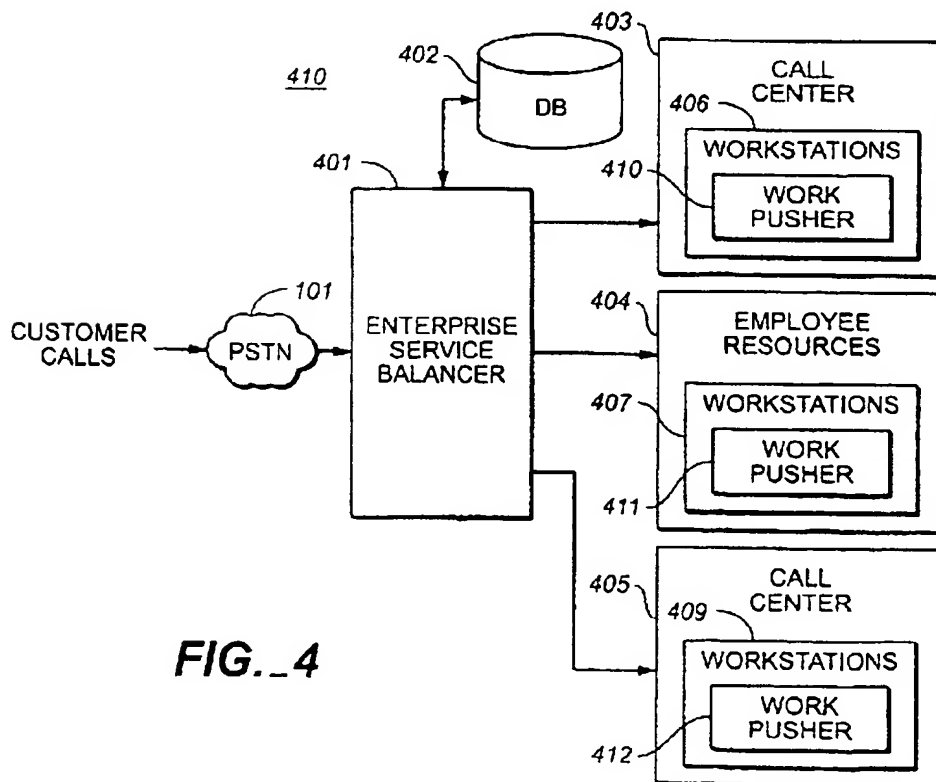 410
402
DB
401
101
CUSTOMER
CALLS
PSTN
ENTERPRISE
SERVICE
BALANCER
403
CALL
CENTER
406
WORKSTATIONS
410
WORK
PUSHER
404
EMPLOYEE
RESOURCES
407
WORKSTATIONS
WORK
PUSHER
411
405
CALL
CENTER
409
WORKSTATIONS
WORK
PUSHER
412
FIG._4